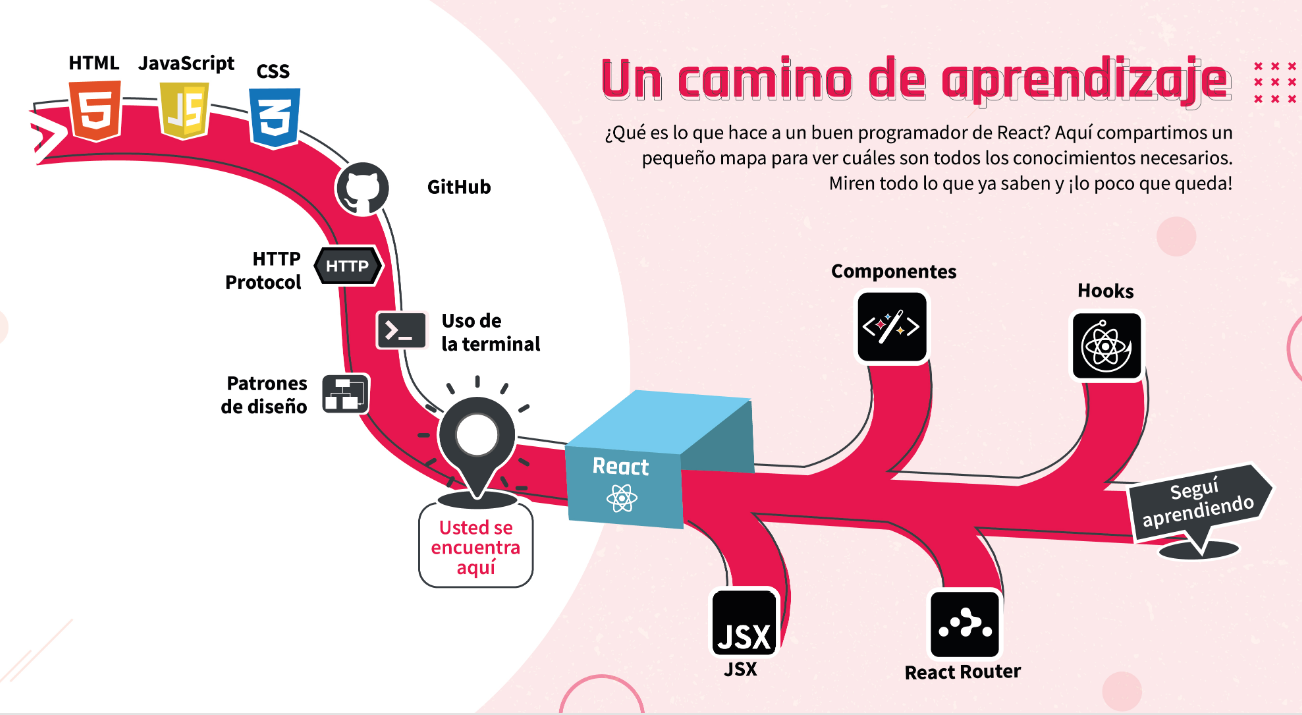 Un camino de aprendizaje
¿Qué es lo que hace a un buen programador de React? Aquí compartimos un
pequeño mapa para ver cuáles son todos los conocimientos necesarios.
Miren todo lo que ya saben y ¡lo poco que queda!
HTML
JavaScript
CSS
5
JS
3
GitHub
HTTP
Protocol
HTTP
Uso de
la terminal
Patrones
de diseño
Usted se
encuentra
aquí
React
Componentes
Hooks
JSX
JSX
React Router
Seguí
aprendiendo